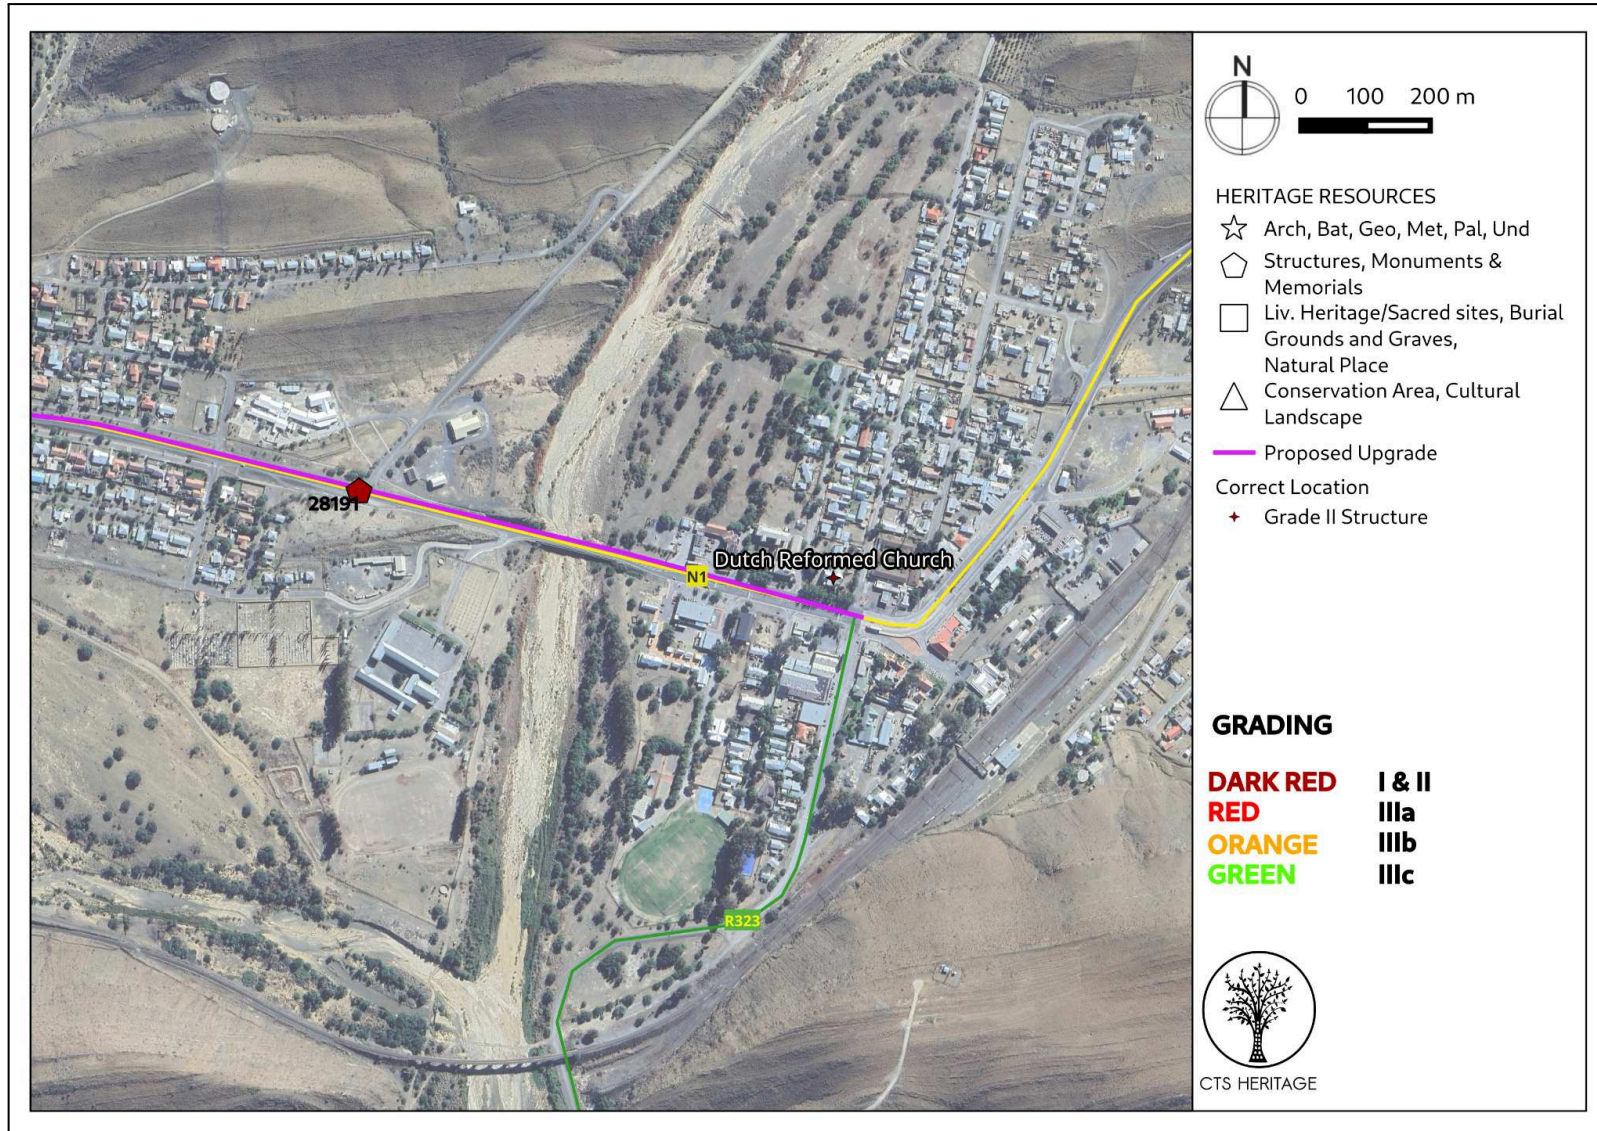 N
0 100 200 m
HERITAGE RESOURCES
Arch, Bat, Geo, Met, Pal, Und
Structures, Monuments &
Memorials
Liv. Heritage/Sacred sites, Burial
Grounds and Graves,
Natural Place
Conservation Area, Cultural
Landscape
Proposed Upgrade
Correct Location
Grade II Structure
28191
Dutch Reformed Church
N1
R323
GRADING
DARK RED I & II
RED IIIa
ORANGE IIIb
GREEN IIIc
CTS HERITAGE